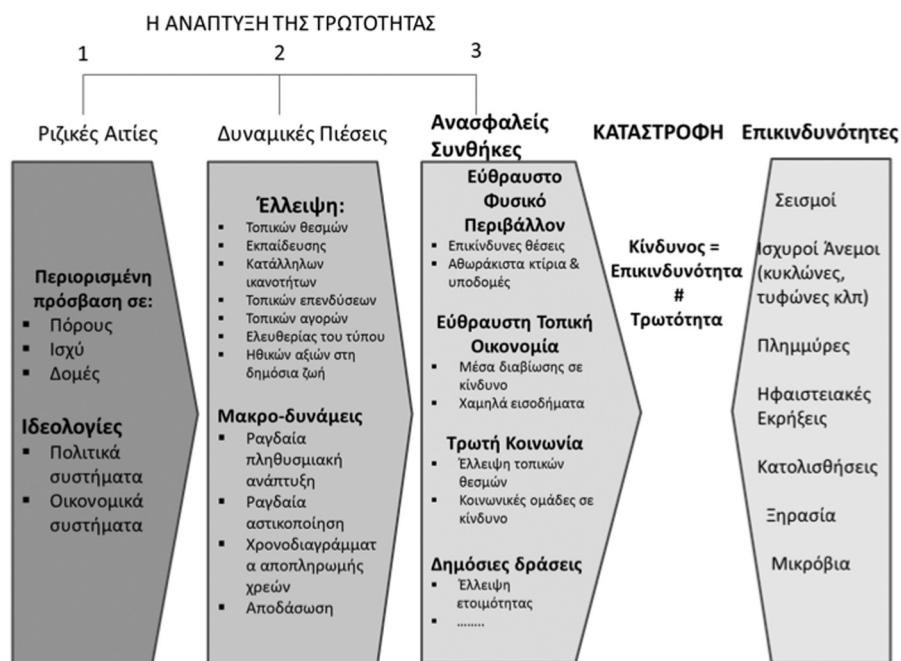 Η ΑΝΑΠΤΥΞΗ ΤΗΣ ΤΡΩΤΟΤΗΤΑΣ
1
2
3
Ριζικές Αιτίες
Περιορισμένη
πρόσβαση σε:
▪ Πόρους
▪ Ισχύ
▪ Δομές
Ιδεολογίες
▪ Πολιτικά
συστήματα
▪ Οικονομικά
συστήματα
Δυναμικές Πιέσεις
Έλλειψη:
▪ Τοπικών θεσμών
▪ Εκπαίδευσης
▪ Κατάλληλων
ικανοτήτων
▪ Τοπικών επενδύσεων
▪ Τοπικών αγορών
▪ Ελευθερίας του τύπου
▪ Ηθικών αξιών στη
δημόσια ζωή
Μακρο-δυνάμεις
▪ Ραγδαία
πληθυσμιακή
ανάπτυξη
▪ Ραγδαία
αστικοποίηση
▪ Χρονοδιαγράμματ
α αποπληρωμής
χρεών
▪ Αποδάσωση
Ανασφαλείς
Συνθήκες
Εύθραυστο
Φυσικό
Περιβάλλον
▪ Επικίνδυνες θέσεις
▪ Αθωράκιστα κτίρια &
υποδομές
Εύθραυστη Τοπική
Οικονομία
▪ Μέσα διαβίωσης σε
κίνδυνο
▪ Χαμηλά εισοδήματα
Τρωτή Κοινωνία
▪ Έλλειψη τοπικών
θεσμών
▪ Κοινωνικές ομάδες σε
κίνδυνο
Δημόσιες δράσεις
▪ Έλλειψη
ετοιμότητας
▪ ........
ΚΑΤΑΣΤΡΟΦΗ
Κίνδυνος =
Επικινδυνότητα
#
Τρωτότητα
Επικινδυνότητες
Σεισμοί
Ισχυροί Άνεμοι
(κυκλώνες,
τυφώνες κλπ)
Πλημμύρες
Ηφαιστειακές
Εκρήξεις
Κατολισθήσεις
Ξηρασία
Μικρόβια